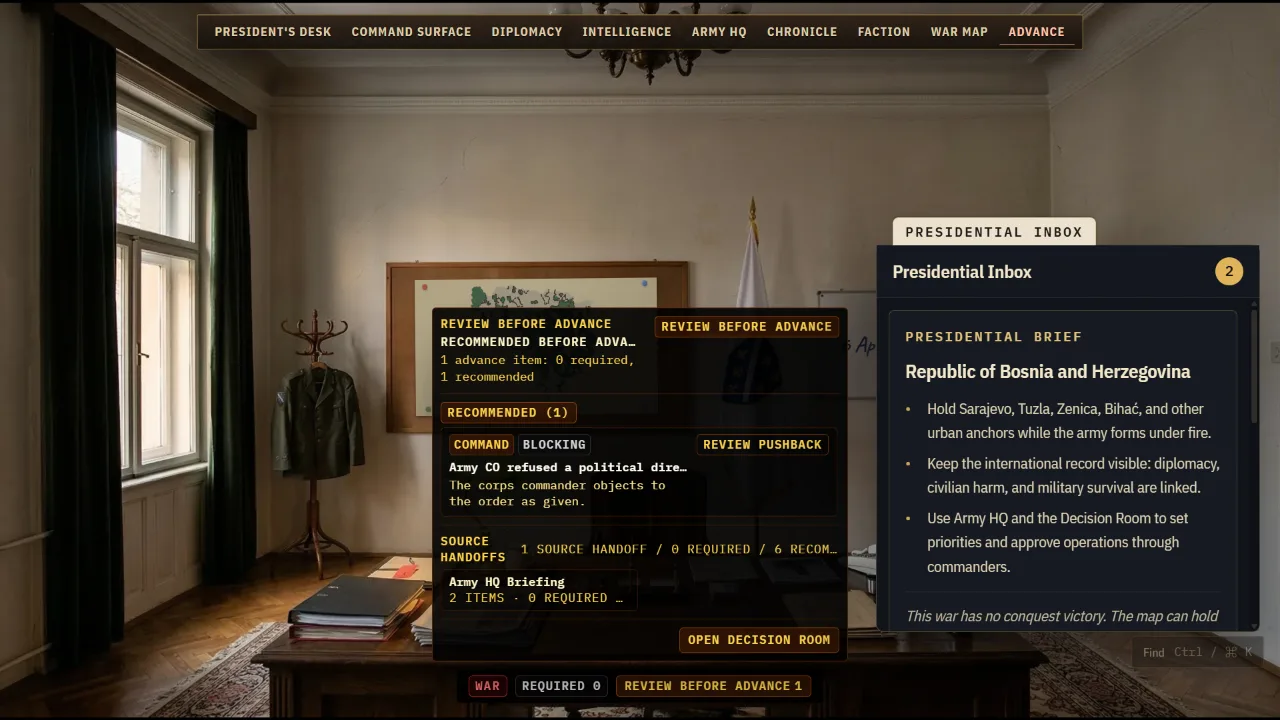 PRESIDENT'S DESK COMMAND SURFACE DIPLOMACY INTELLIGENCE ARMY HQ CHRONICLE FACTION WAR MAP ADVANCE
PRESIDENTIAL INBOX
Presidential Inbox 2
PRESIDENTIAL BRIEF
Republic of Bosnia and Herzegovina
• Hold Sarajevo, Tuzla, Zenica, Bihać, and other
urban anchors while the army forms under fire.
• Keep the international record visible: diplomacy,
civilian harm, and military survival are linked.
• Use Army HQ and the Decision Room to set
priorities and approve operations through
commanders.
This war has no conquest victory. The map can hold
REVIEW BEFORE ADVANCE
REVIEW BEFORE ADVANCE
RECOMMENDED BEFORE ADVA…
1 advance item: 0 required,
1 recommended
RECOMMENDED (1)
COMMAND BLOCKING REVIEW PUSHBACK
Army CO refused a political dire…
The corps commander objects to
the order as given.
SOURCE
HANDOFFS
1 SOURCE HANDOFF / 0 REQUIRED / 6 RECOM…
Army HQ Briefing
2 ITEMS · 0 REQUIRED …
OPEN DECISION ROOM
Find Ctrl / ⌘ K
WAR REQUIRED 0 REVIEW BEFORE ADVANCE 1